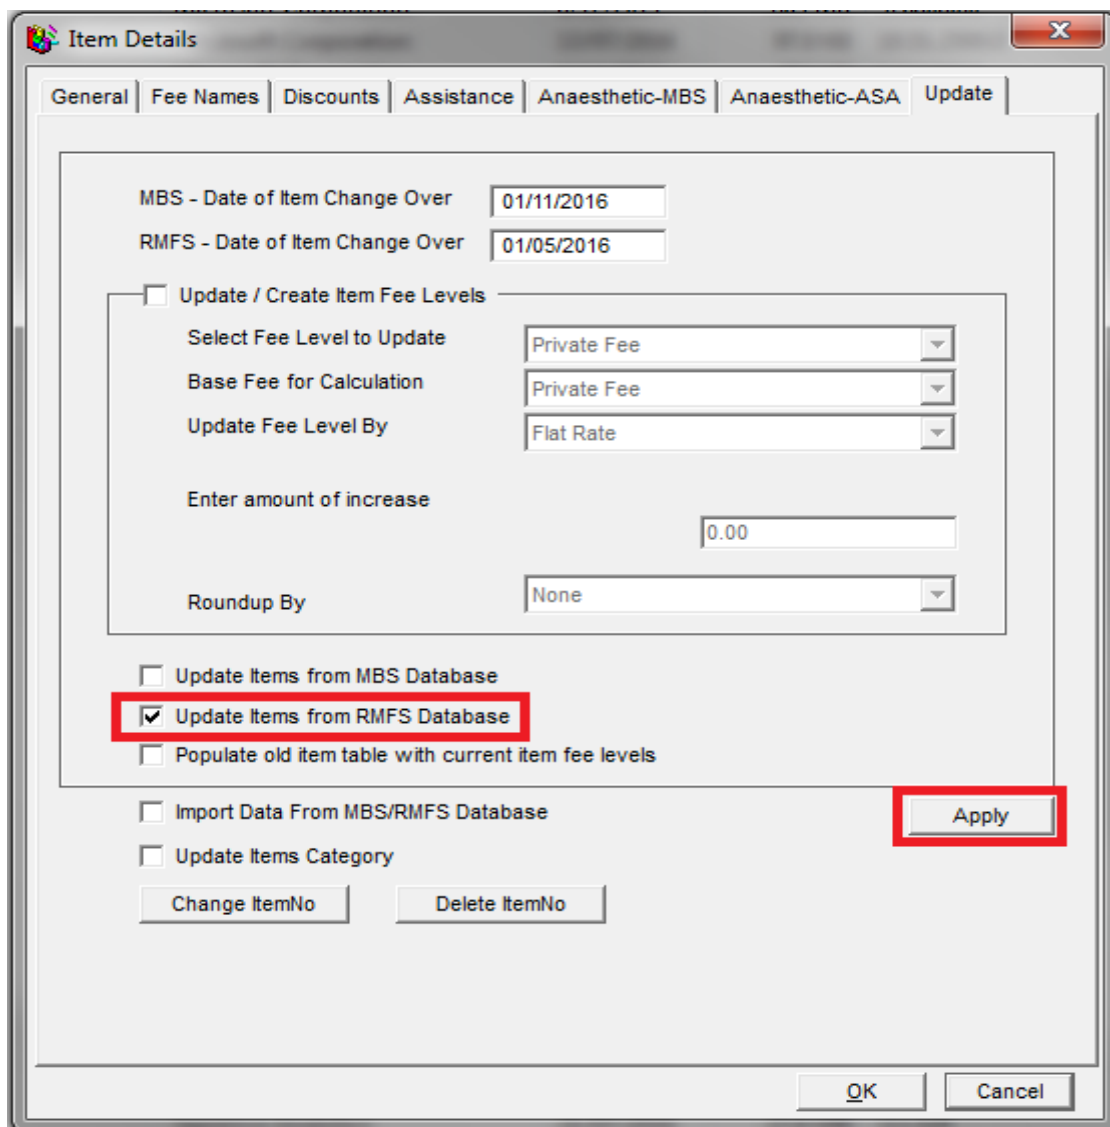 Item Details
General Fee Names Discounts Assistance Anaesthetic-MBS Anaesthetic-ASA Update
MBS - Date of Item Change Over 01/11/2016
RMFS - Date of Item Change Over 01/05/2016
Update / Create Item Fee Levels
Select Fee Level to Update Private Fee
Base Fee for Calculation Private Fee
Update Fee Level By Flat Rate
Enter amount of increase
0.00
Roundup By None
Update Items from MBS Database
Update Items from RMFS Database
Populate old item table with current item fee levels
Import Data From MBS/RMFS Database Apply
Update Items Category
Change ItemNo Delete ItemNo
OK Cancel